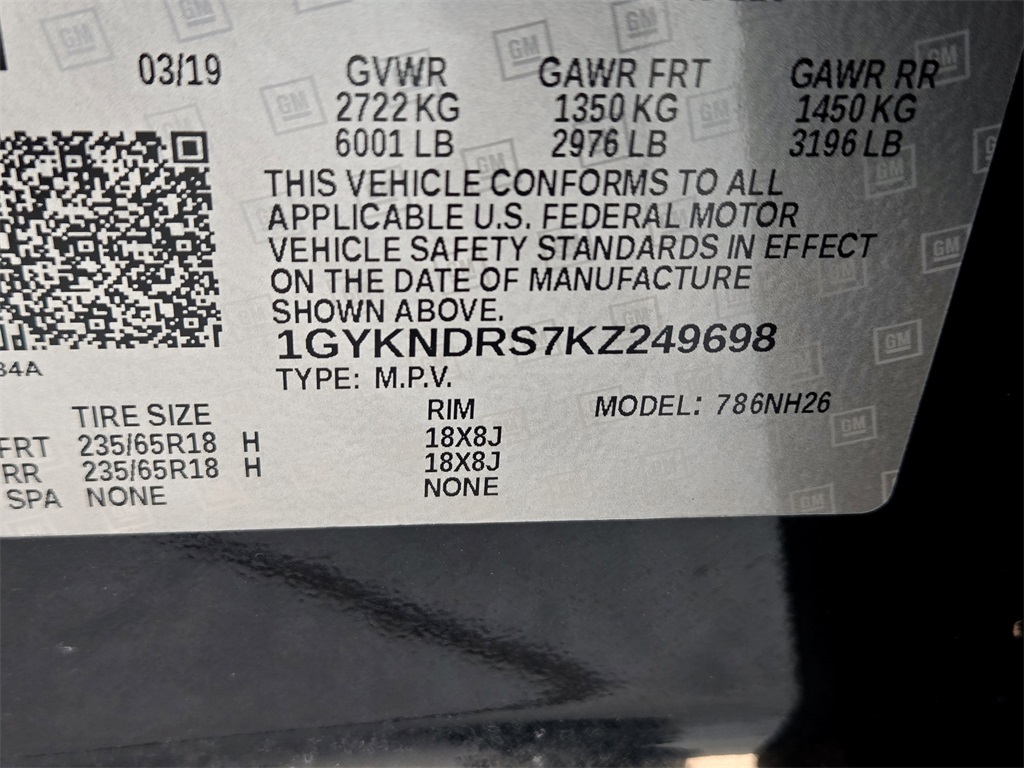 03/19 GVWR GAWR FRT GAWR RR
2722 KG 1350 KG 1450 KG
6001 LB 2976 LB 3196 LB
THIS VEHICLE CONFORMS TO ALL
APPLICABLE U.S. FEDERAL MOTOR
VEHICLE SAFETY STANDARDS IN EFFECT
ON THE DATE OF MANUFACTURE
SHOWN ABOVE.
1GYKNDRS7KZ249698
34A
TYPE: M.P.V.
TIRE SIZE RIM MODEL: 786NH26
FRT 235/65R18 H 18X8J
RR 235/65R18 H 18X8J
SPA NONE NONE